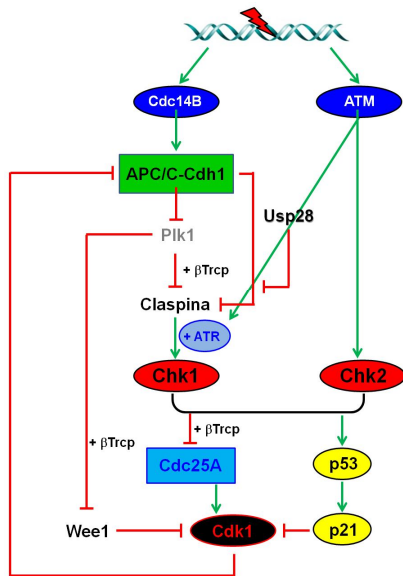 Cdc14B
ATM
APC/C-Cdh1
Usp28
Plk1
+ βTrcp
Claspina
+ ATR
Chk1
Chk2
+ βTrcp
+ βTrcp
Cdc25A
p53
Wee1
Cdk1
p21